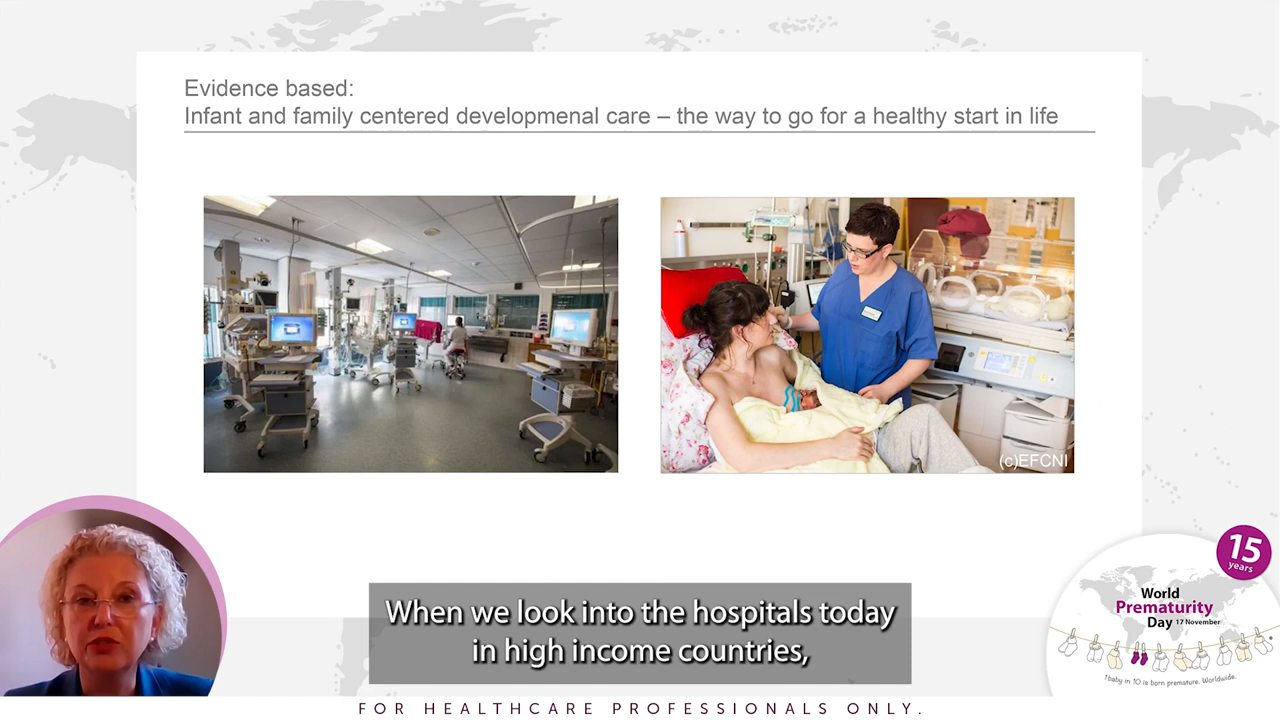 Evidence based:
Infant and family centered developmenal care – the way to go for a healthy start in life
(c)EFCNI
15
years
World
Prematurity
Day 17 November
1 baby in 10 is born premature. Worldwide.
When we look into the hospitals today
in high income countries,
FOR HEALTHCARE PROFESSIONALS ONLY.